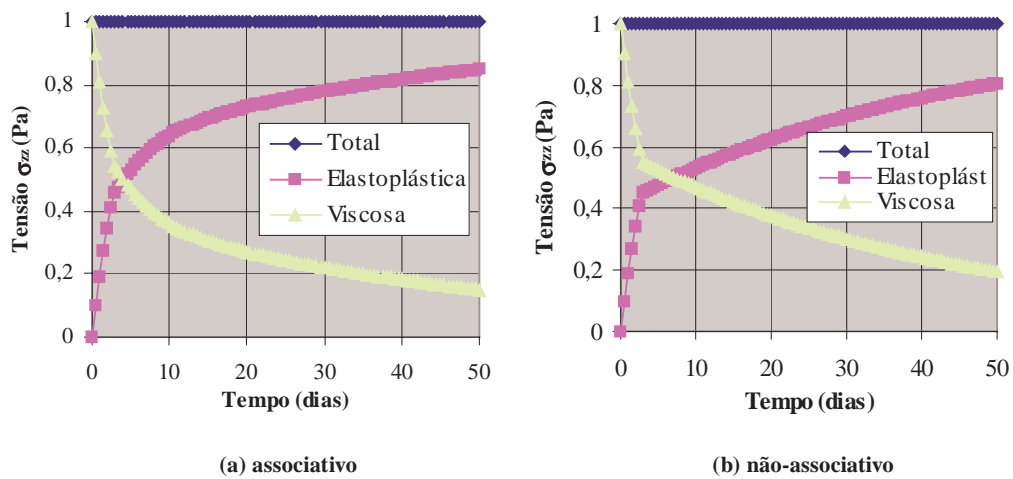 1
0,8
0,6
0,4
0,2
0
Tensão σzz (Pa)
Total
Elastoplástica
Viscosa
0 10 20 30 40 50
Tempo (dias)
(a) associativo
1
0,8
0,6
0,4
0,2
0
Tensão σzz (Pa)
Total
Elastoplást
Viscosa
0 10 20 30 40 50
Tempo (dias)
(b) não-associativo